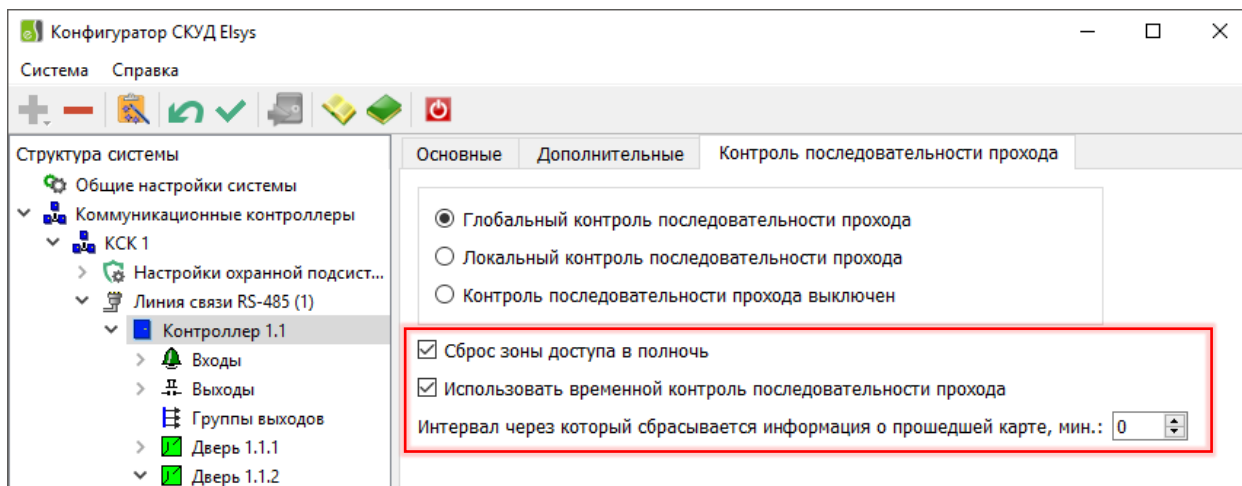 Конфигуратор СКУД Elsys
Система Справка
Структура системы
Общие настройки системы
Коммуникационные контроллеры
КСК 1
Настройки охранной подсист...
Линия связи RS-485 (1)
Контроллер 1.1
Входы
Выходы
Группы выходов
Дверь 1.1.1
Дверь 1.1.2
Основные Дополнительные Контроль последовательности прохода
Глобальный контроль последовательности прохода
Локальный контроль последовательности прохода
Контроль последовательности прохода выключен
Сброс зоны доступа в полночь
Использовать временной контроль последовательности прохода
Интервал через который сбрасывается информация о прошедшей карте, мин.: 0